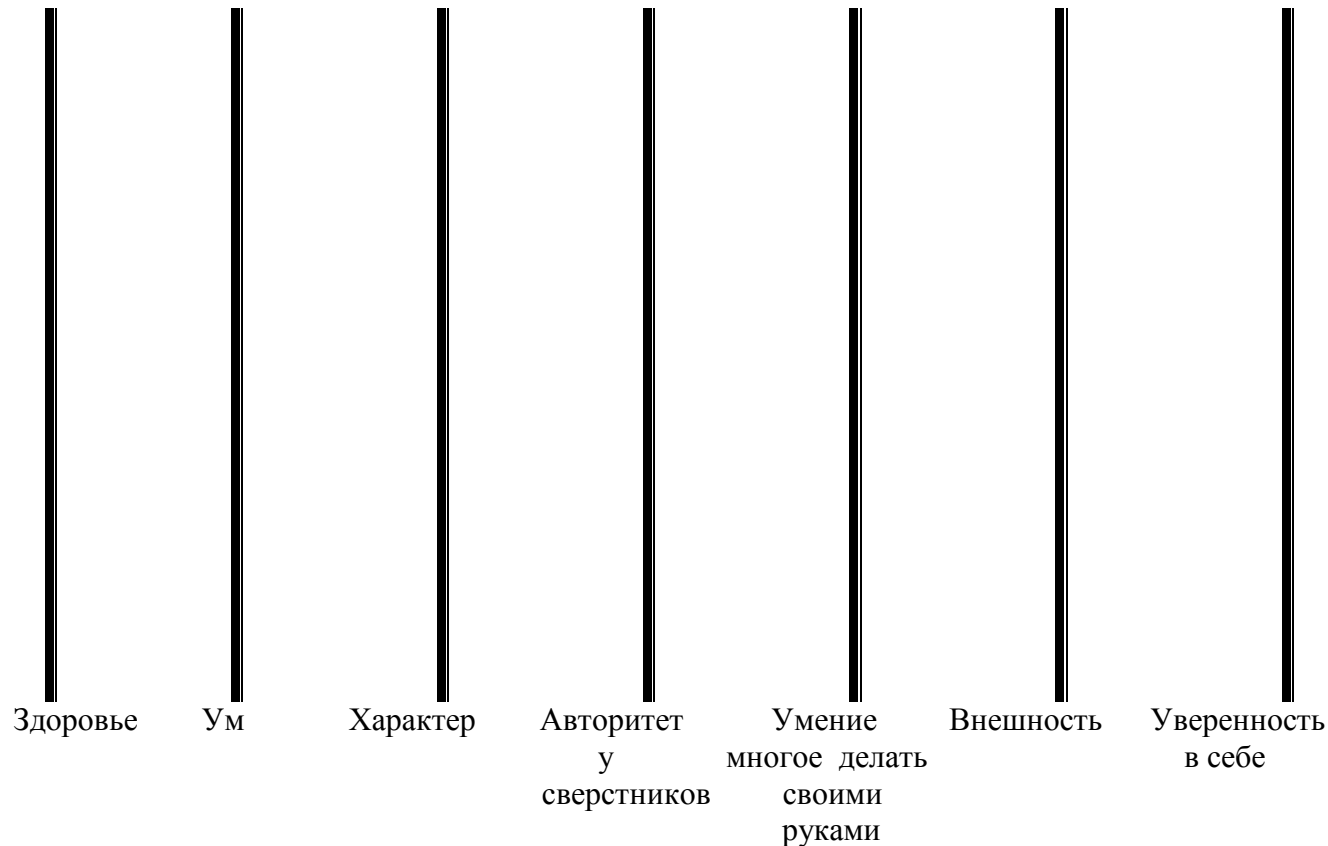 Здоровье Ум Характер Авторитет Умение Внешность Уверенность
у многое делать в себе
сверстников своими
руками